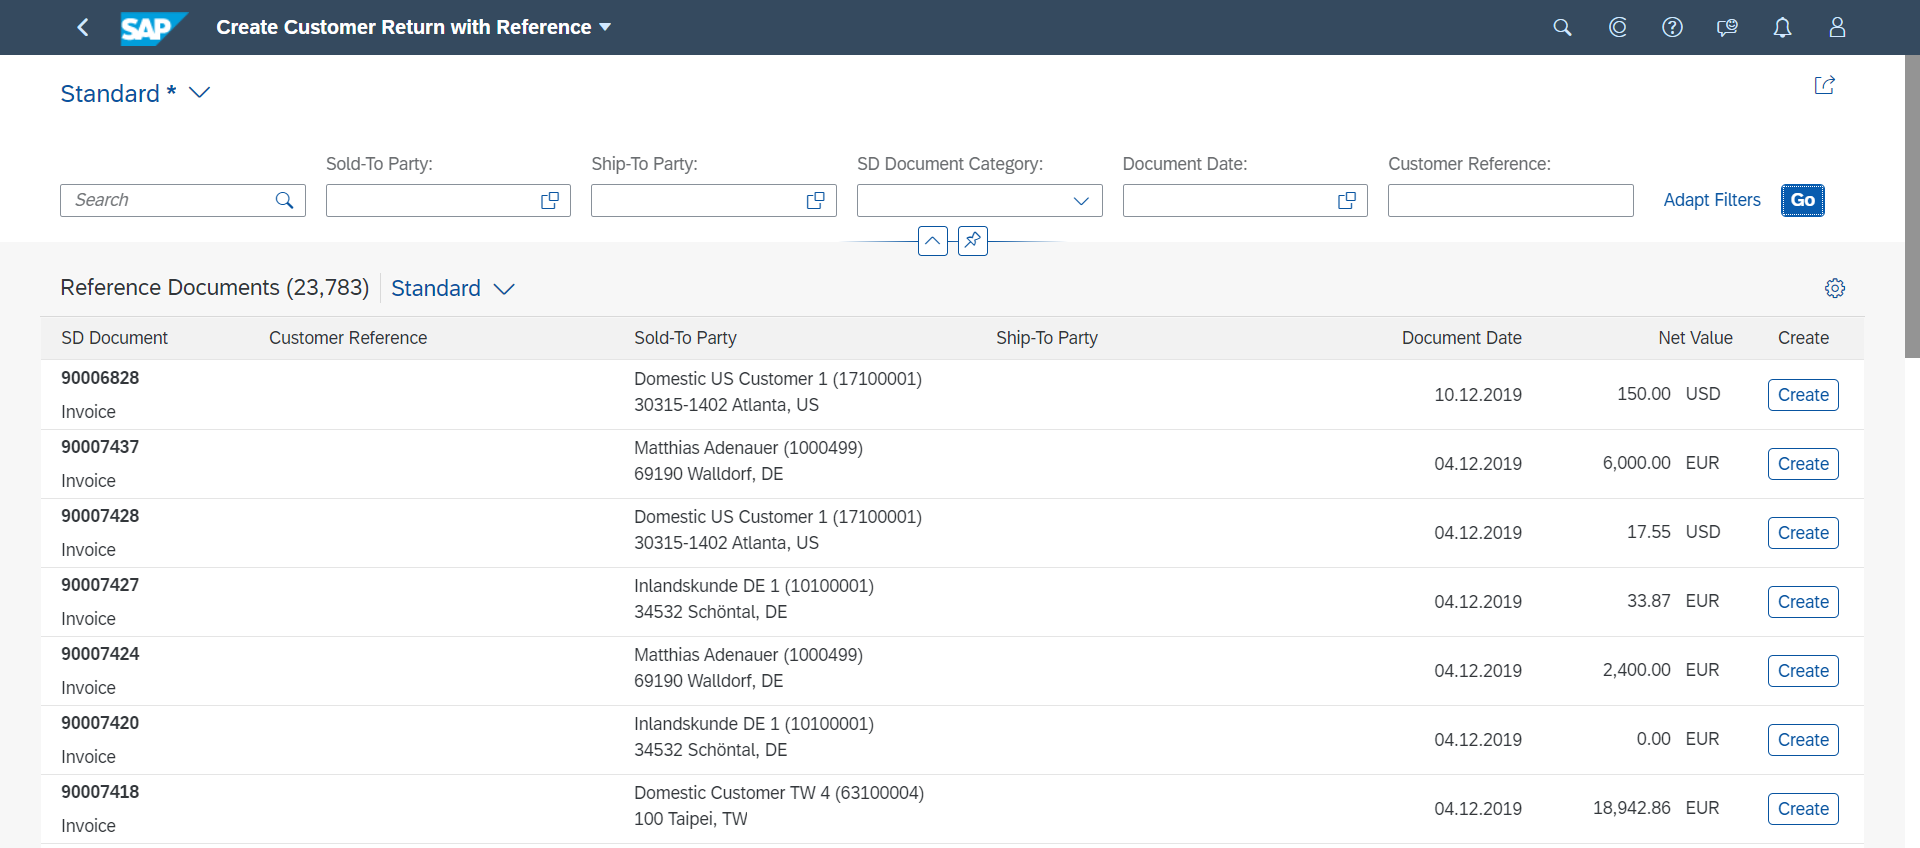 SAP Create Customer Return with Reference
Standard *
Sold-To Party: Ship-To Party: SD Document Category: Document Date: Customer Reference:
Search Adapt Filters Go
Reference Documents (23,783) Standard
SD Document Customer Reference Sold-To Party Ship-To Party Document Date Net Value Create
90006828 Domestic US Customer 1 (17100001) 10.12.2019 150.00 USD Create
Invoice 30315-1402 Atlanta, US
90007437 Matthias Adenauer (1000499) 04.12.2019 6,000.00 EUR Create
Invoice 69190 Walldorf, DE
90007428 Domestic US Customer 1 (17100001) 04.12.2019 17.55 USD Create
Invoice 30315-1402 Atlanta, US
90007427 Inlandskunde DE 1 (10100001) 04.12.2019 33.87 EUR Create
Invoice 34532 Schöntal, DE
90007424 Matthias Adenauer (1000499) 04.12.2019 2,400.00 EUR Create
Invoice 69190 Walldorf, DE
90007420 Inlandskunde DE 1 (10100001) 04.12.2019 0.00 EUR Create
Invoice 34532 Schöntal, DE
90007418 Domestic Customer TW 4 (63100004) 04.12.2019 18,942.86 EUR Create
Invoice 100 Taipei, TW